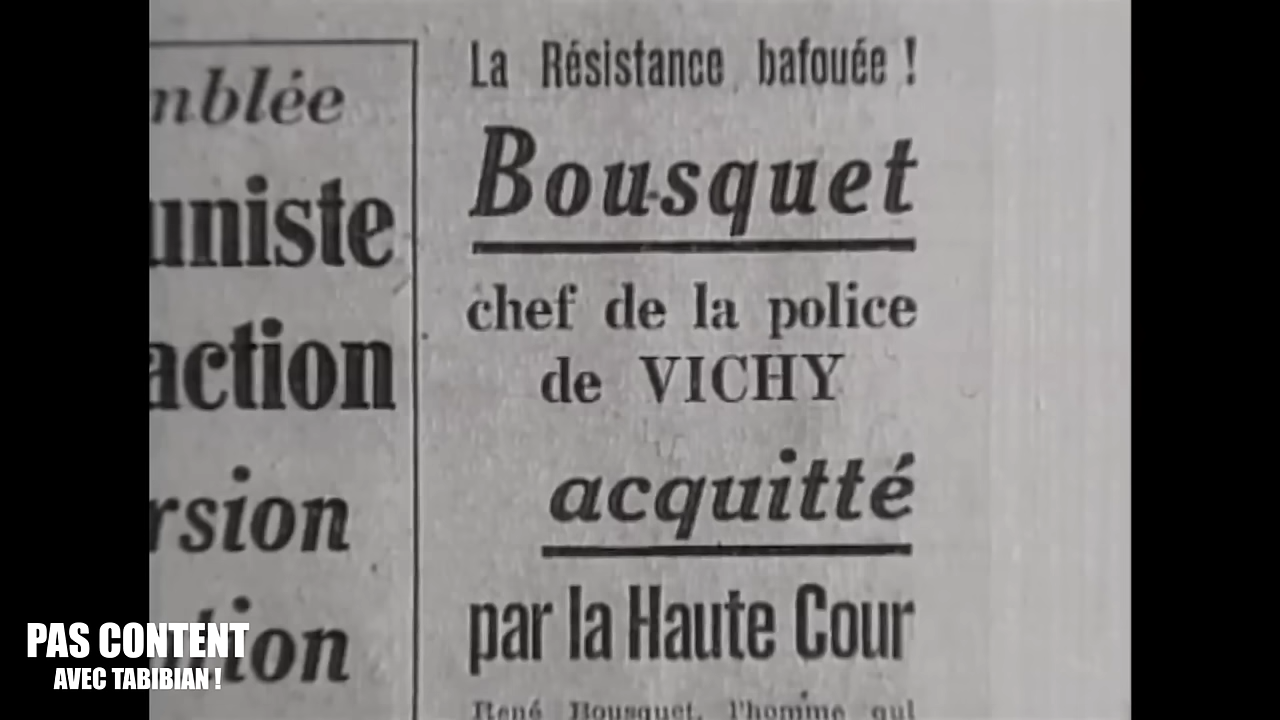 mblée
uniste
action
rsion
tion
La Résistance bafouée !
Bousquet
chef de la police
de VICHY
acquitté
par la Haute Cour
René Bousquet, l'homme qui
PAS CONTENT
AVEC TABIBIAN !